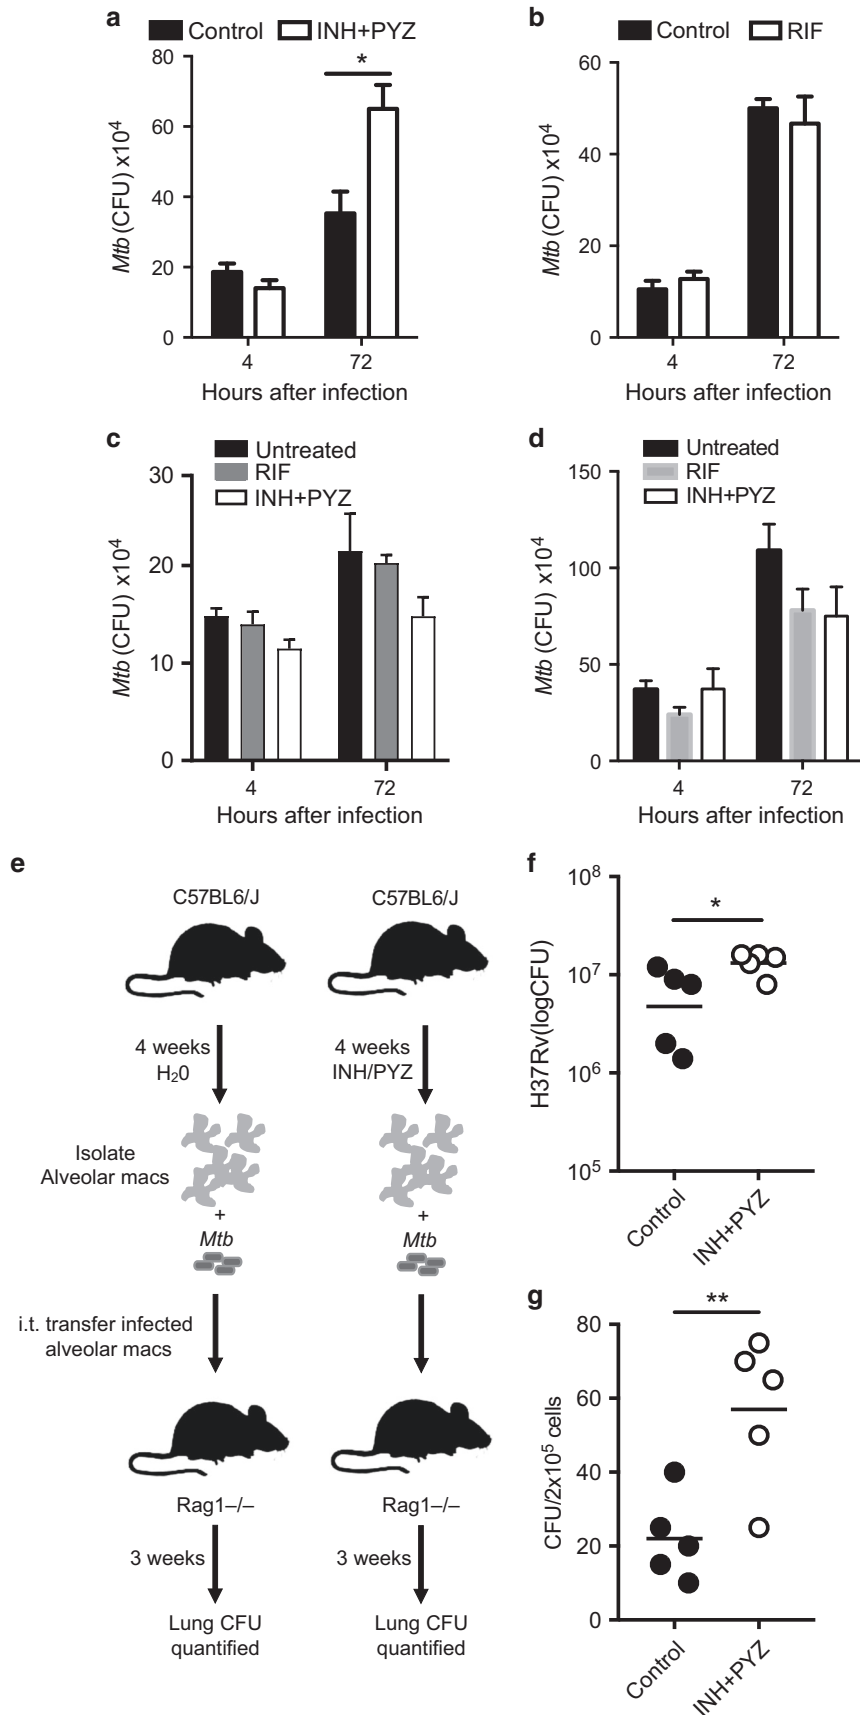 a
Control INH+PYZ
80
60
40
20
0
Mtb (CFU) x10⁴
*
4 72
Hours after infection
b
Control RIF
60
40
20
0
Mtb (CFU) x10⁴
4 72
Hours after infection
c
Untreated
RIF
INH+PYZ
30
20
10
0
Mtb (CFU) x10⁴
4 72
Hours after infection
d
Untreated
RIF
INH+PYZ
150
100
50
0
Mtb (CFU) x10⁴
4 72
Hours after infection
e
C57BL6/J C57BL6/J
4 weeks 4 weeks
H₂0 INH/PYZ
Isolate
Alveolar macs
+ +
Mtb Mtb
i.t. transfer infected
alveolar macs
Rag1–/– Rag1–/–
3 weeks 3 weeks
Lung CFU Lung CFU
quantified quantified
f
10⁸
10⁷
10⁶
10⁵
H37Rv(logCFU)
*
Control INH+PYZ
g
**
80
60
40
20
0
CFU/2x10⁵ cells
Control INH+PYZ